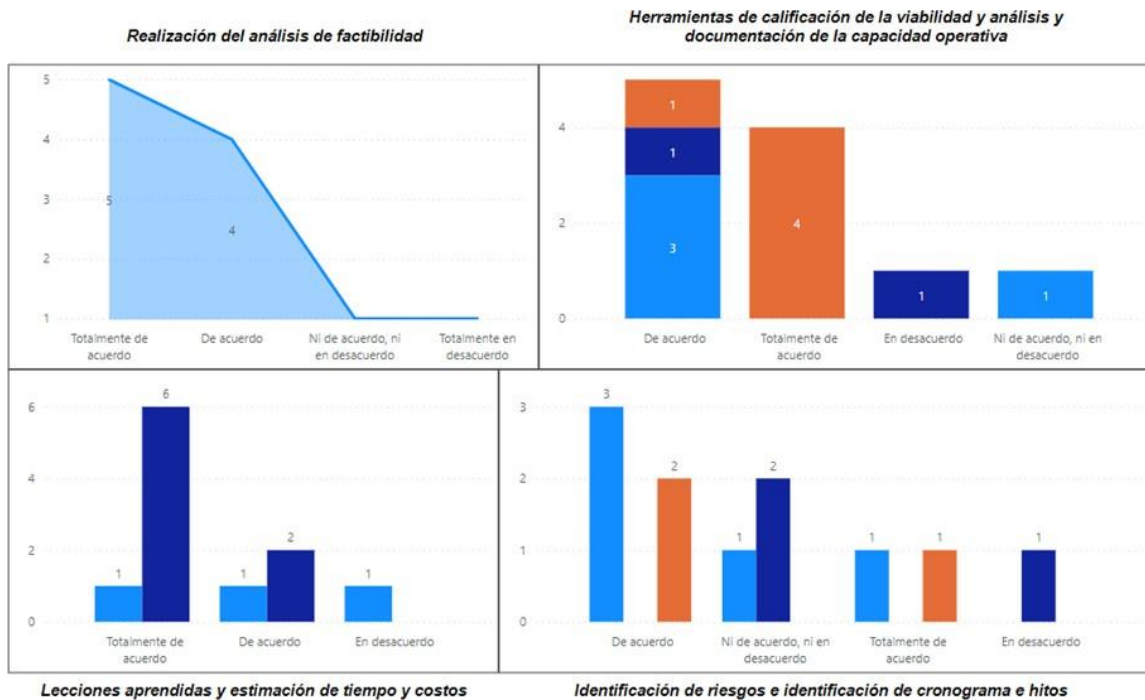 Realización del análisis de factibilidad
Herramientas de calificación de la viabilidad y análisis y
documentación de la capacidad operativa
5
4
3
2
1
5
4
Totalmente de
acuerdo
De acuerdo
Ni de acuerdo, ni
en desacuerdo
Totalmente en
desacuerdo
4
2
0
1
1
3
4
1
1
De acuerdo
Totalmente de
acuerdo
En desacuerdo
Ni de acuerdo, ni en
desacuerdo
6
4
2
0
1
6
1
2
1
Totalmente de
acuerdo
De acuerdo
En desacuerdo
3
2
1
0
3
2
1
2
1
1
1
De acuerdo
Ni de acuerdo, ni en
desacuerdo
Totalmente de
acuerdo
En desacuerdo
Lecciones aprendidas y estimación de tiempo y costos
Identificación de riesgos e identificación de cronograma e hitos